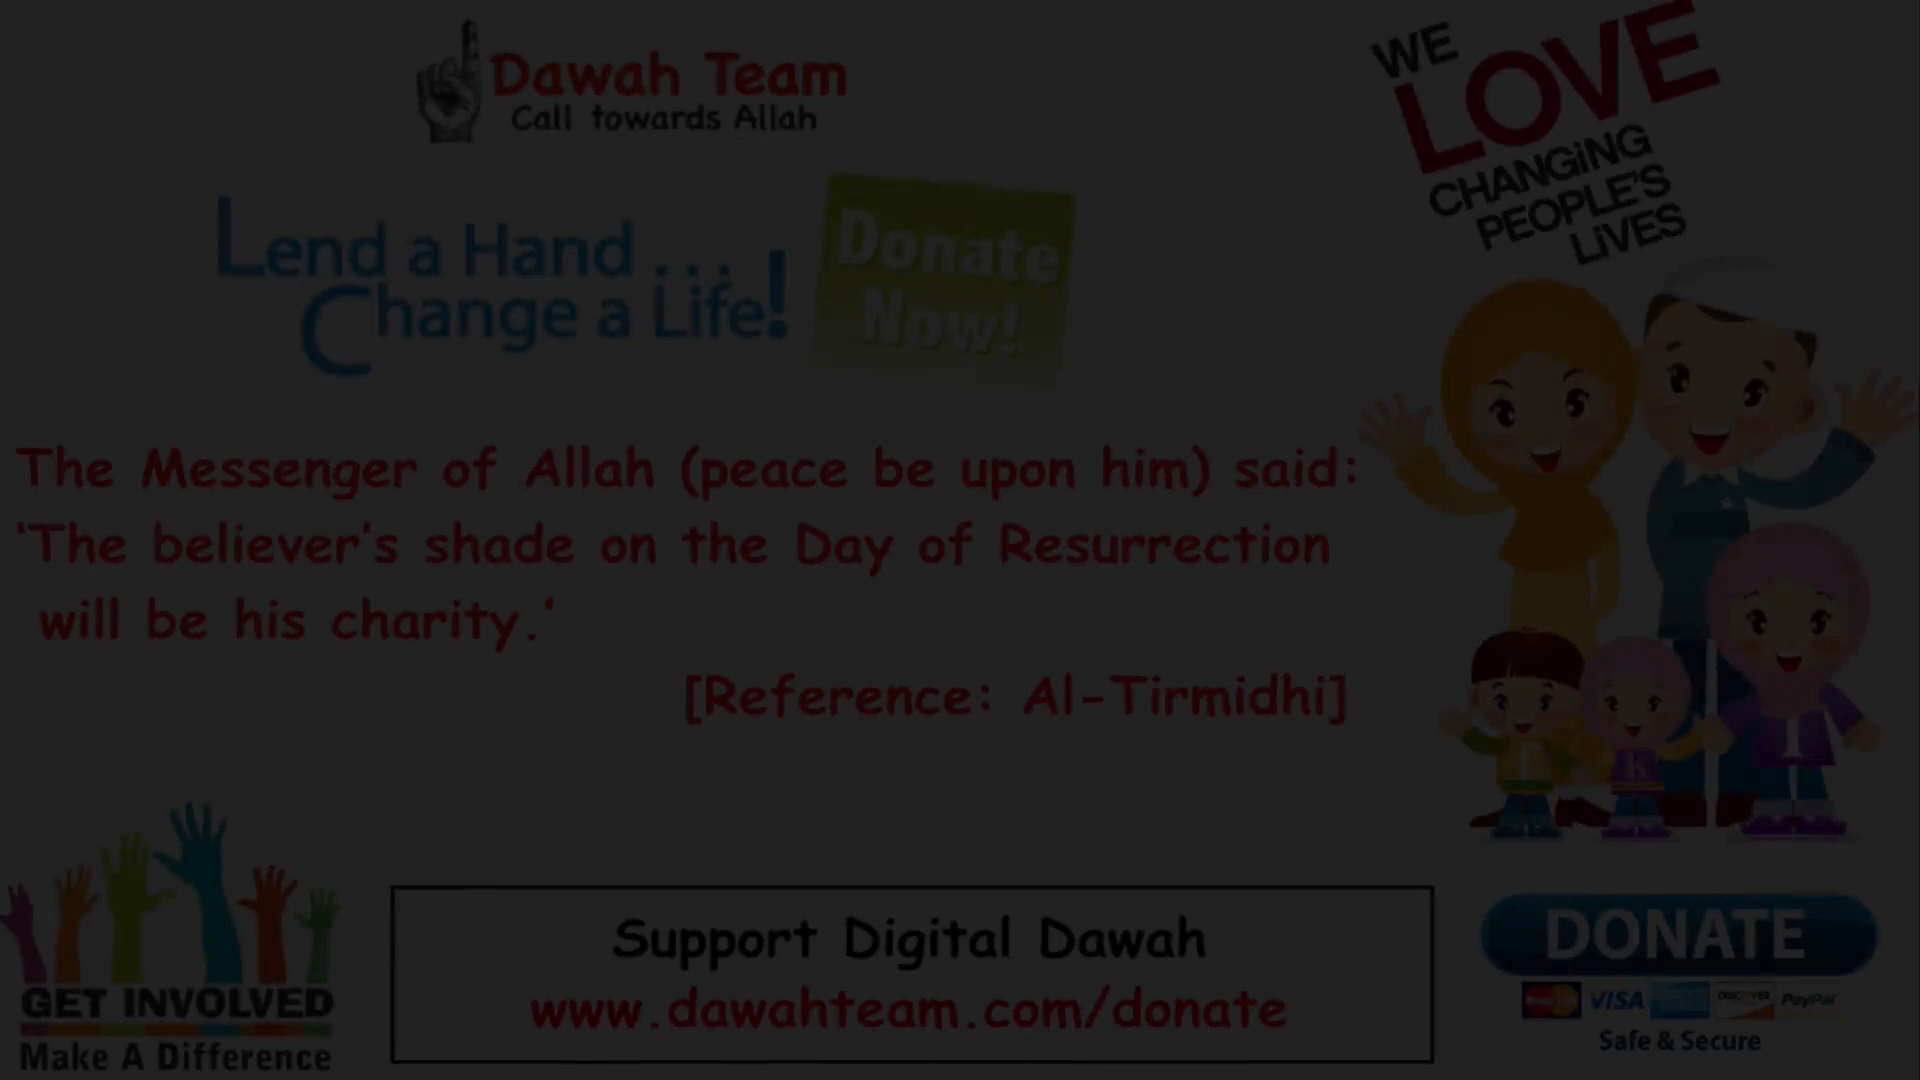 Dawah Team
Call towards Allah
WE
LOVE
CHANGiNG
PEOPLE'S
LiVES
Lend a Hand . . .
Change a Life!
Donate
Now!
The Messenger of Allah (peace be upon him) said:
'The believer's shade on the Day of Resurrection
will be his charity.'
[Reference: Al-Tirmidhi]
GET INVOLVED
Make A Difference
Support Digital Dawah
www.dawahteam.com/donate
DONATE
VISA
DISCOVER
PayPal
Safe & Secure